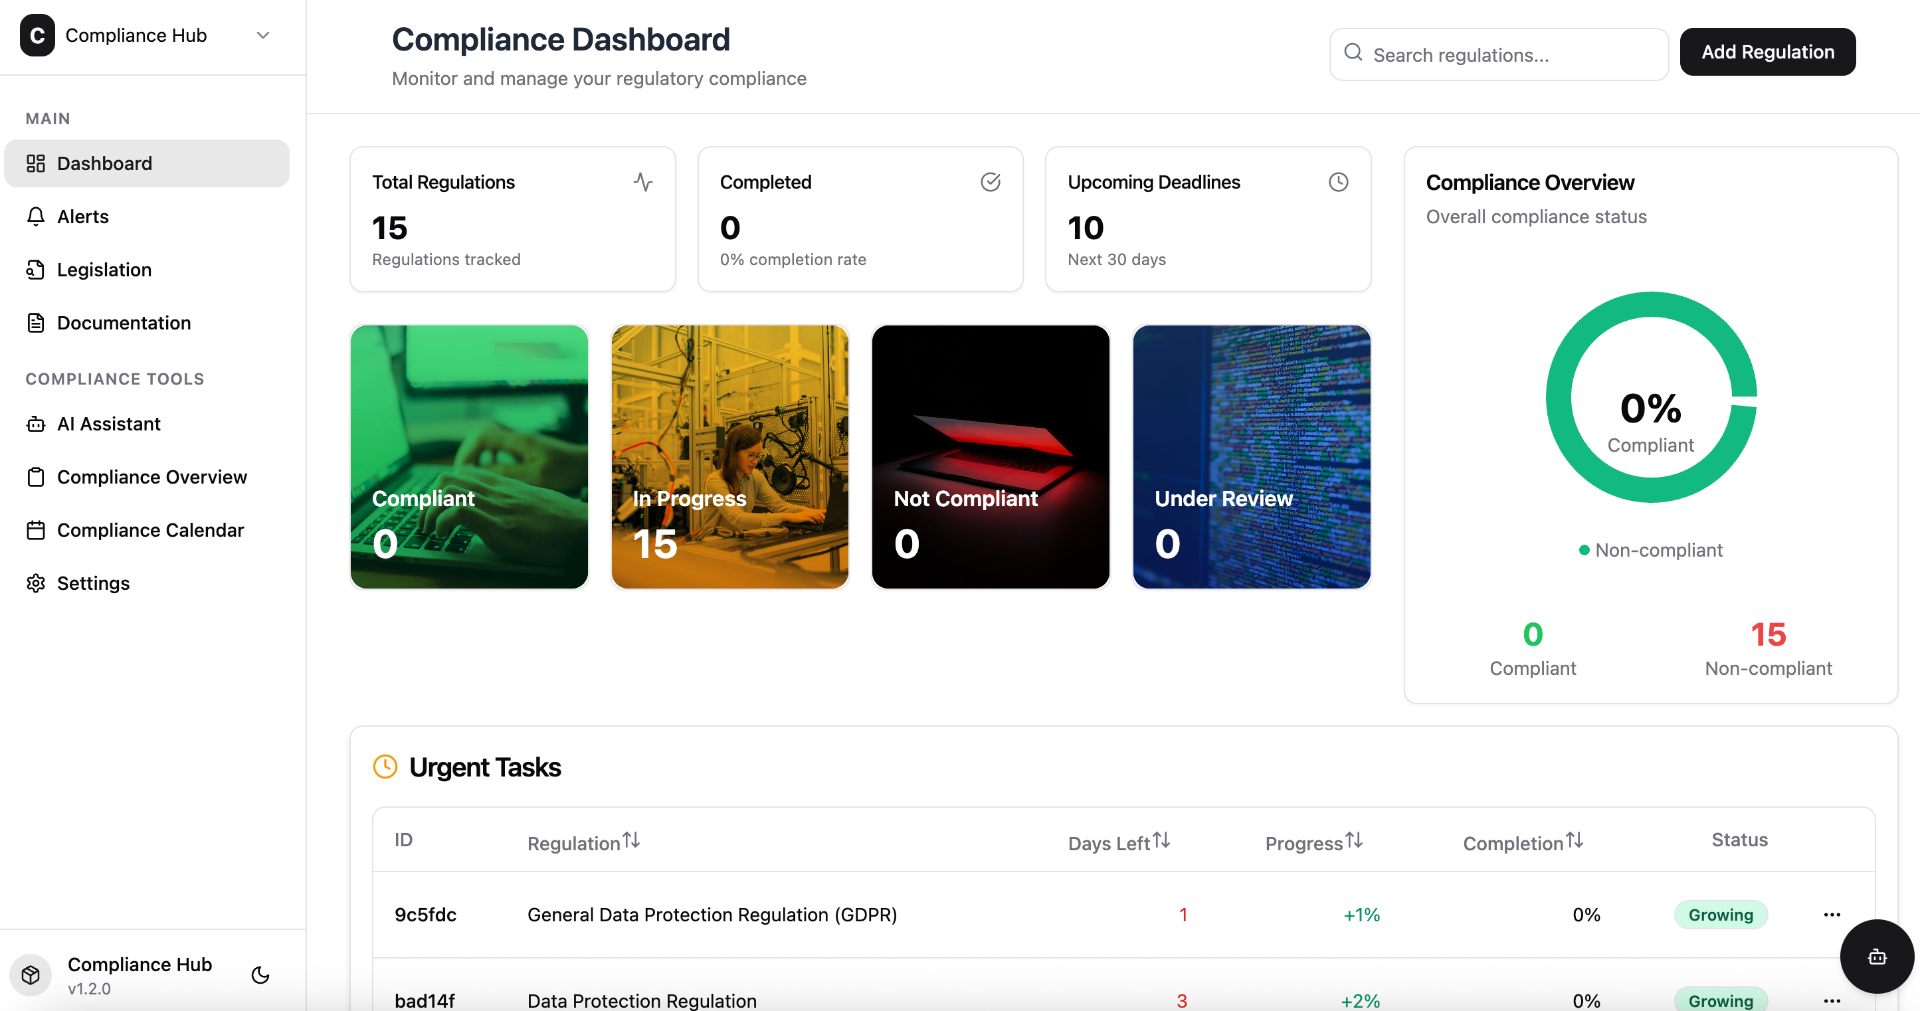 C Compliance Hub
MAIN
Dashboard
Alerts
Legislation
Documentation
COMPLIANCE TOOLS
AI Assistant
Compliance Overview
Compliance Calendar
Settings
Compliance Hub
v1.2.0
Compliance Dashboard
Monitor and manage your regulatory compliance
Search regulations...
Add Regulation
Total Regulations
15
Regulations tracked
Completed
0
0% completion rate
Upcoming Deadlines
10
Next 30 days
Compliant
0
In Progress
15
Not Compliant
0
Under Review
0
Compliance Overview
Overall compliance status
0%
Compliant
Non-compliant
0
Compliant
15
Non-compliant
Urgent Tasks
ID Regulation Days Left Progress Completion Status
9c5fdc General Data Protection Regulation (GDPR) 1 +1% 0% Growing
bad14f Data Protection Regulation 3 +2% 0% Growing